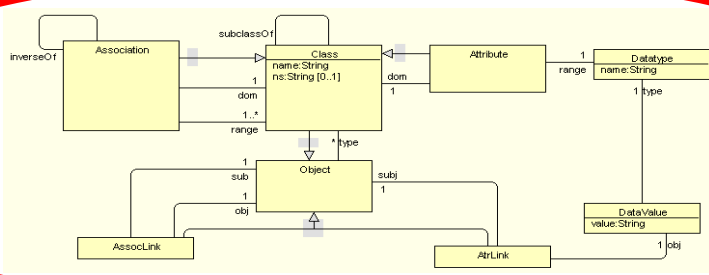 subclassOf
inverseOf
Association
Class
name:String
ns:String [0..1]
Attribute
Datatype
name:String
1
range
1
dom
dom
1
1..*
range
1 type
* type
Object
1
sub
1
obj
subj
1
DataValue
value:String
AssocLink
AtrLink
1 obj